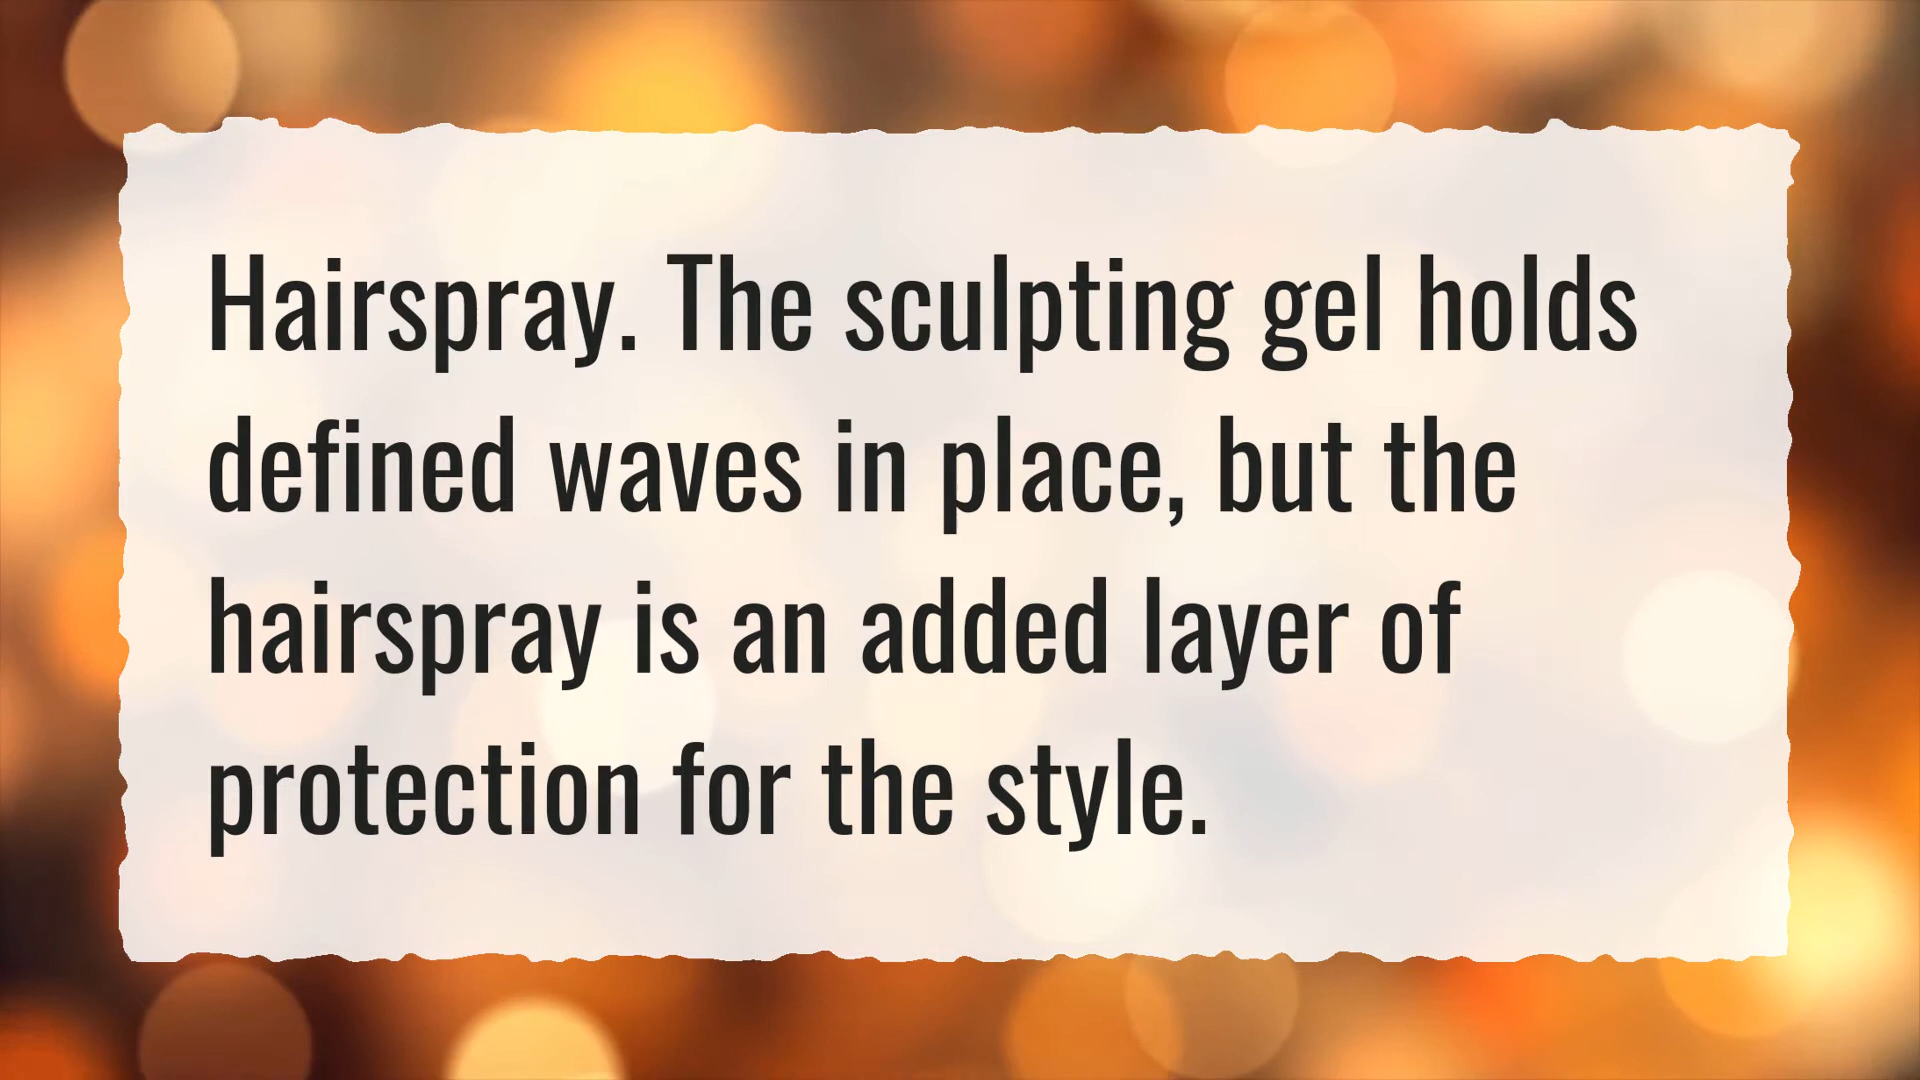 Hairspray. The sculpting gel holds
defined waves in place, but the
hairspray is an added layer of
protection for the style.